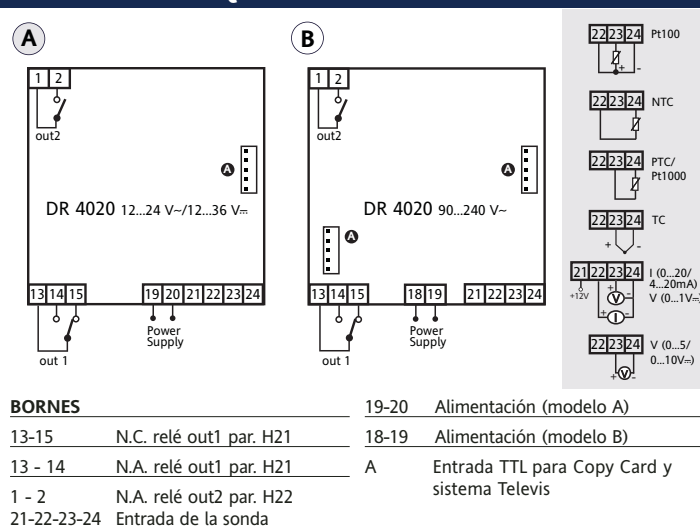 A
1 2
out2
A
DR 4020 12...24 V~/12...36 V⎓
13 14 15
19 20 21 22 23 24
Power
Supply
out 1
B
1 2
out2
A
DR 4020 90...240 V~
A
13 14 15
18 19
21 22 23 24
Power
Supply
out 1
22 23 24 Pt100
+ -
22 23 24 NTC
22 23 24 PTC/
Pt1000
22 23 24 TC
+ -
21 22 23 24 I (0...20/
4...20mA)
V (0...1V⎓)
+12V
+ V -
+ I -
22 23 24 V (0...5/
0...10V⎓)
+ V -
BORNES
13-15 N.C. relé out1 par. H21
13 - 14 N.A. relé out1 par. H21
1 - 2 N.A. relé out2 par. H22
21-22-23-24 Entrada de la sonda
19-20 Alimentación (modelo A)
18-19 Alimentación (modelo B)
A Entrada TTL para Copy Card y
sistema Televis